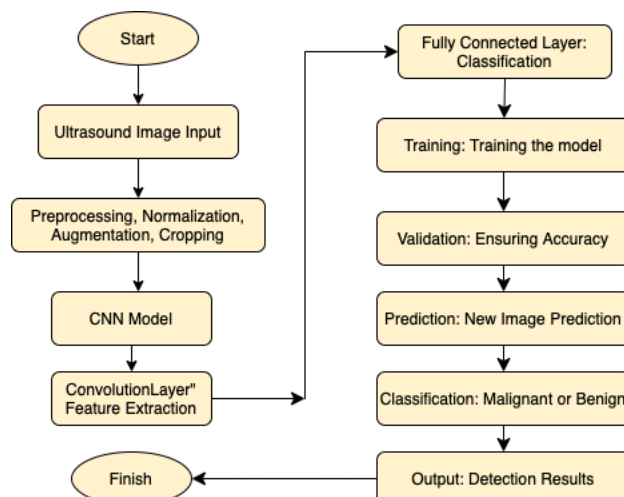 Start
Ultrasound Image Input
Preprocessing, Normalization,
Augmentation, Cropping
CNN Model
ConvolutionLayer"
Feature Extraction
Fully Connected Layer:
Classification
Training: Training the model
Validation: Ensuring Accuracy
Prediction: New Image Prediction
Classification: Malignant or Benign
Output: Detection Results
Finish